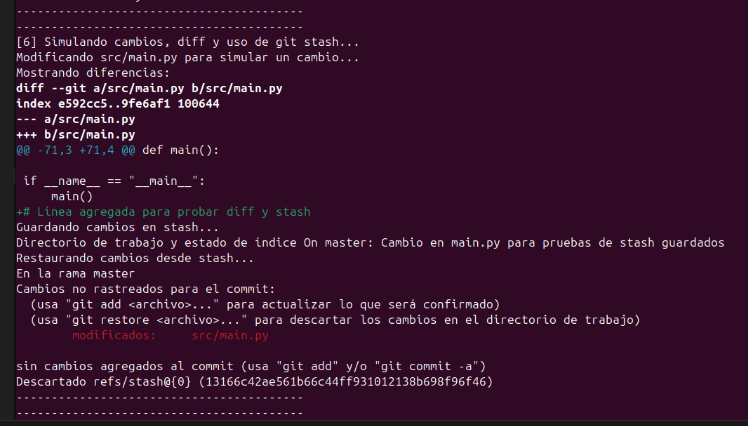 -----------------------------------------
-----------------------------------------
[6] Simulando cambios, diff y uso de git stash...
Modificando src/main.py para simular un cambio...
Mostrando diferencias:
diff --git a/src/main.py b/src/main.py
index e592cc5..9fe6af1 100644
--- a/src/main.py
+++ b/src/main.py
@@ -71,3 +71,4 @@ def main():

 if __name__ == "__main__":
     main()
+# Línea agregada para probar diff y stash
Guardando cambios en stash...
Directorio de trabajo y estado de índice On master: Cambio en main.py para pruebas de stash guardados
Restaurando cambios desde stash...
En la rama master
Cambios no rastreados para el commit:
  (usa "git add <archivo>..." para actualizar lo que será confirmado)
  (usa "git restore <archivo>..." para descartar los cambios en el directorio de trabajo)
        modificados:     src/main.py

sin cambios agregados al commit (usa "git add" y/o "git commit -a")
Descartado refs/stash@{0} (13166c42ae561b66c44ff931012138b698f96f46)
-----------------------------------------
-----------------------------------------